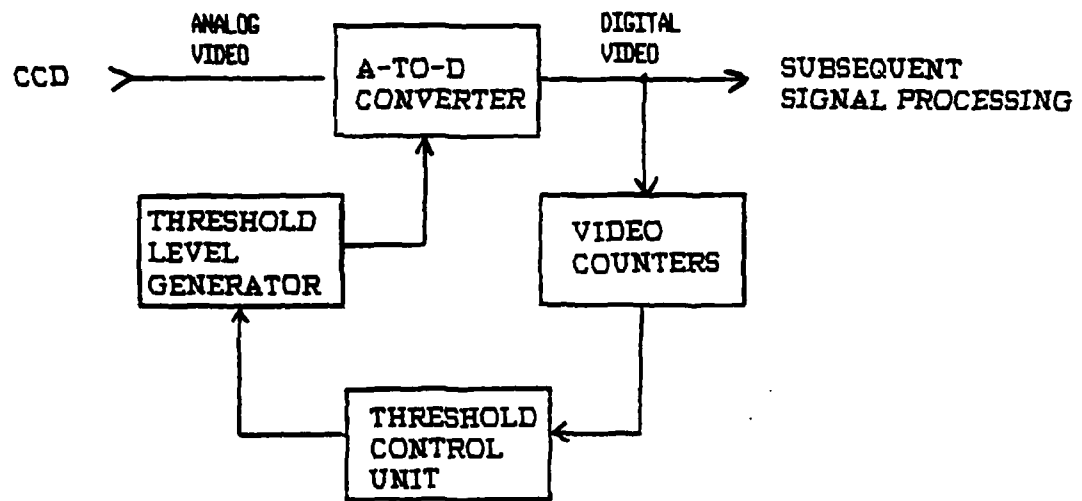 ANALOG
VIDEO
CCD
A-TO-D
CONVERTER
DIGITAL
VIDEO
SUBSEQUENT
SIGNAL PROCESSING
THRESHOLD
LEVEL
GENERATOR
VIDEO
COUNTERS
THRESHOLD
CONTROL
UNIT